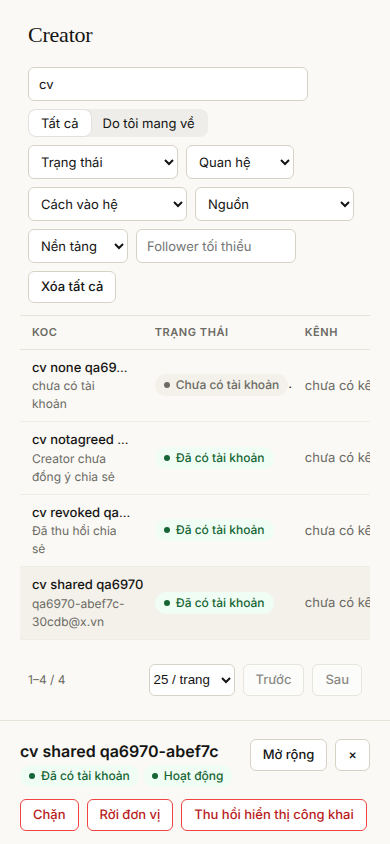 Creator
cv
Tất cả Do tôi mang về
Trạng thái Quan hệ
Cách vào hệ Nguồn
Nền tảng Follower tối thiểu
Xóa tất cả
KOC TRẠNG THÁI KÊNH
cv none qa69...
chưa có tài
khoản
Chưa có tài khoản . chưa có kê
cv notagreed ...
Creator chưa
đồng ý chia sẻ
Đã có tài khoản chưa có kê
cv revoked qa...
Đã thu hồi chia
sẻ
Đã có tài khoản chưa có kê
cv shared qa6970
qa6970-abef7c-
30cdb@x.vn
Đã có tài khoản chưa có kê
1–4 / 4 25 / trang Trước Sau
cv shared qa6970-abef7c Mở rộng ×
Đã có tài khoản Hoạt động
Chặn Rời đơn vị Thu hồi hiển thị công khai